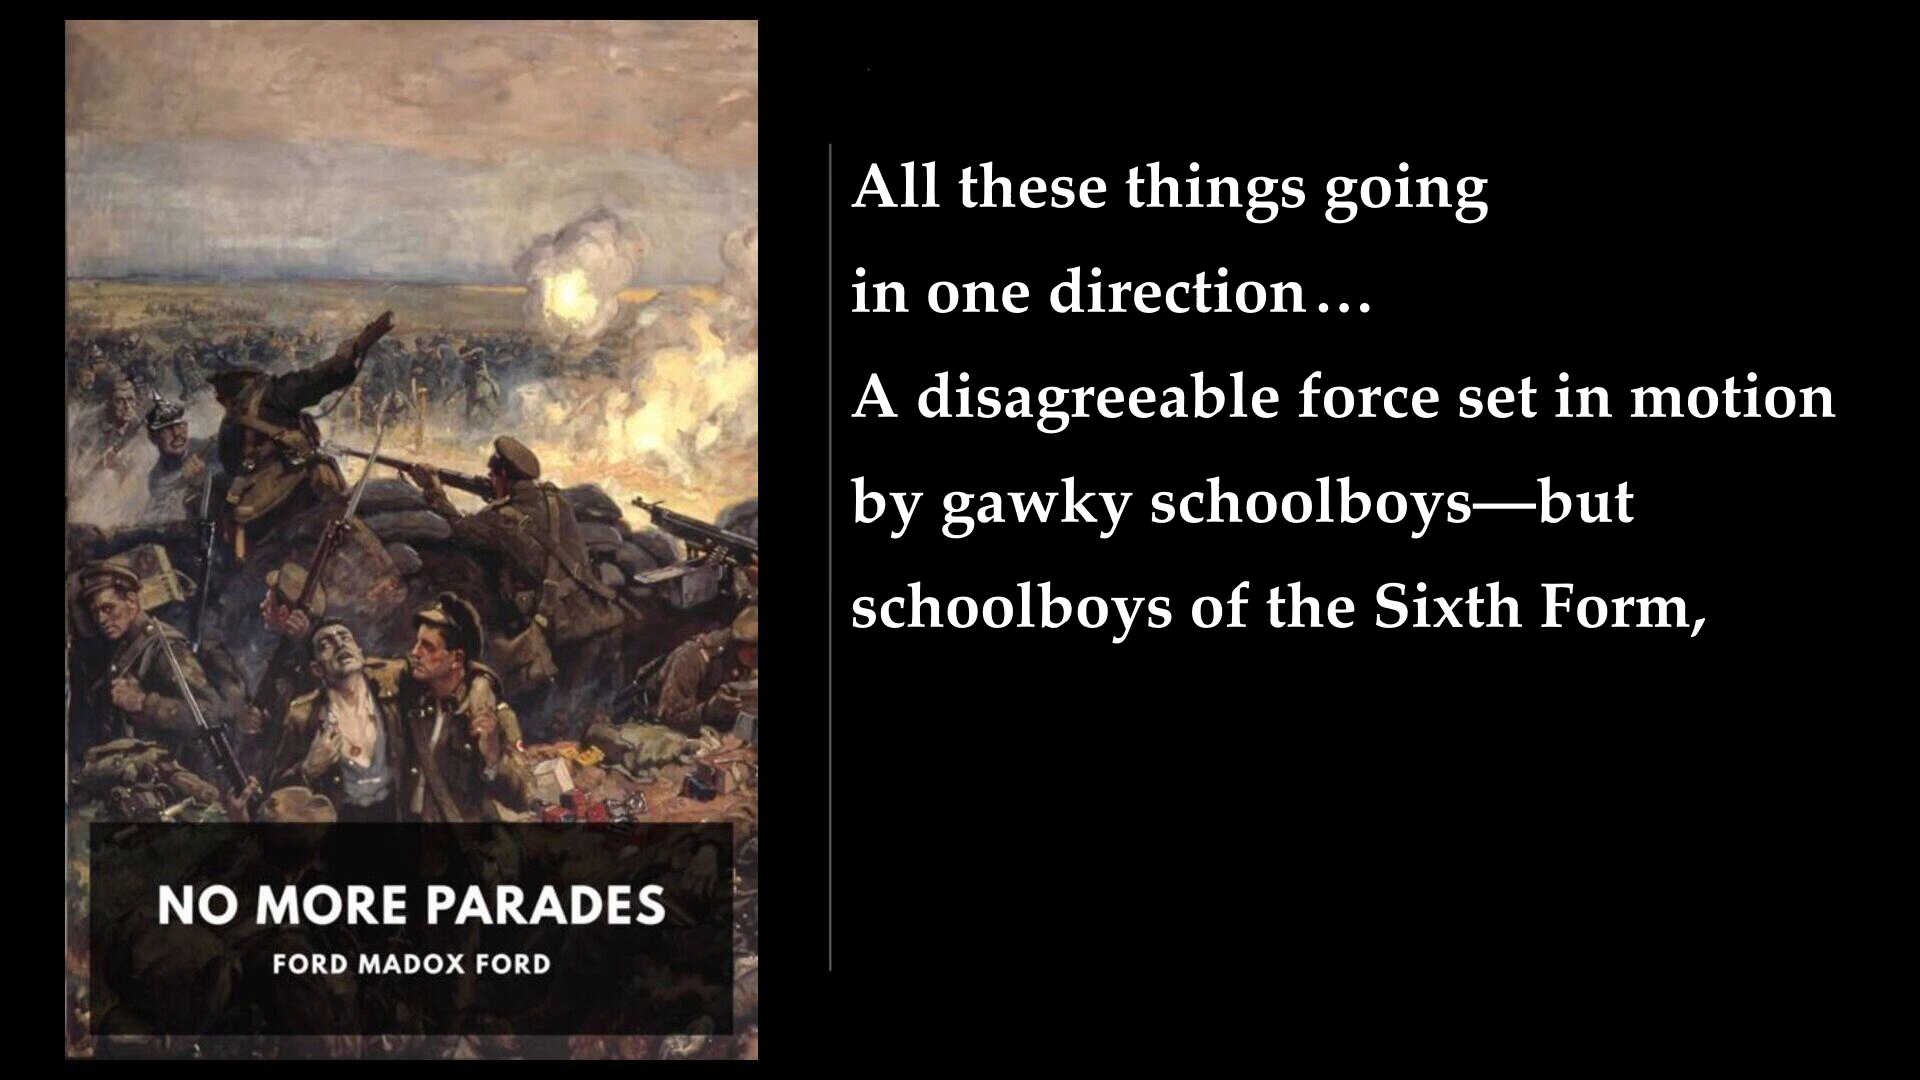 All these things going
in one direction…
A disagreeable force set in motion
by gawky schoolboys—but
schoolboys of the Sixth Form,
NO MORE PARADES
FORD MADOX FORD